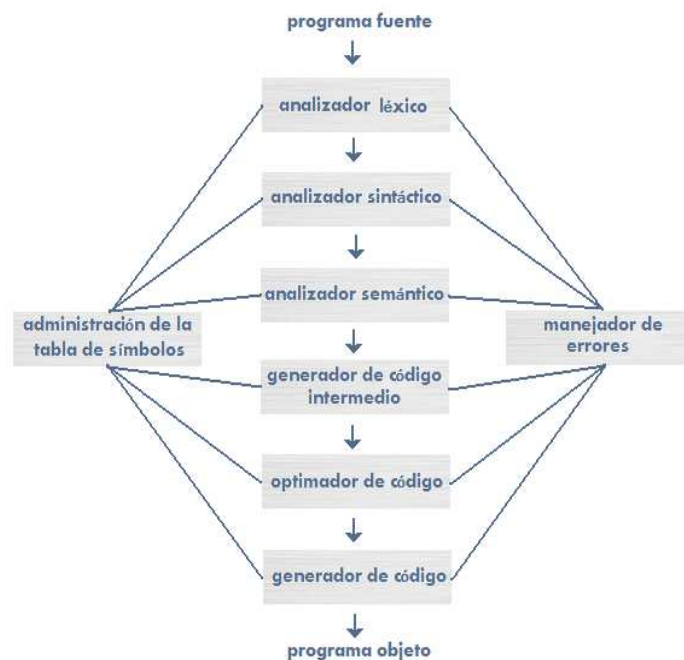 programa fuente
analizador léxico
analizador sintáctico
analizador semántico
administración de la
tabla de símbolos
manejador de
errores
generador de código
intermedio
optimador de código
generador de código
programa objeto